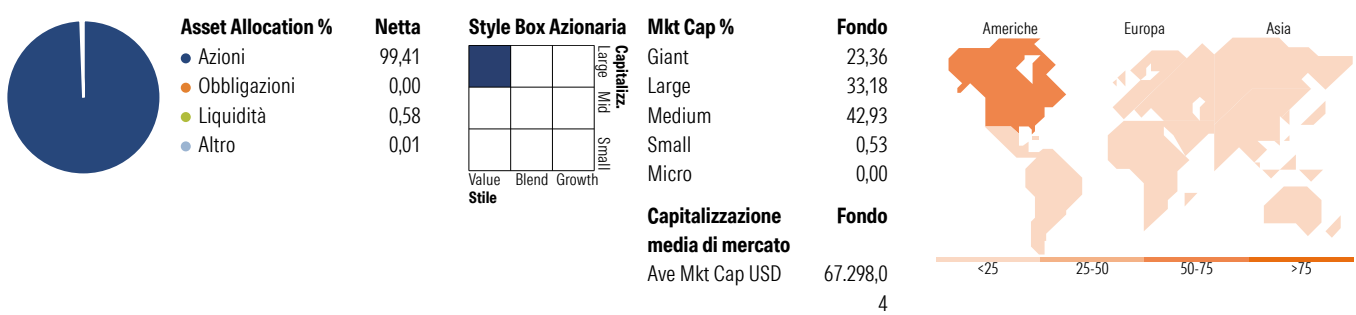 Asset Allocation % Netta
Azioni 99,41
Obbligazioni 0,00
Liquidità 0,58
Altro 0,01
Style Box Azionaria
Capitalizz.
Large
Mid
Small
Value Blend Growth
Stile
Mkt Cap % Fondo
Giant 23,36
Large 33,18
Medium 42,93
Small 0,53
Micro 0,00
Capitalizzazione Fondo
media di mercato
Ave Mkt Cap USD 67.298,0
4
Americhe Europa Asia
<25 25-50 50-75 >75